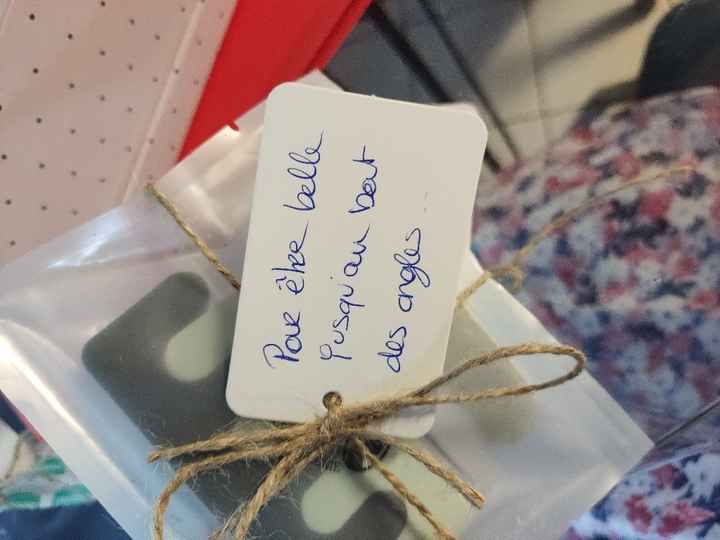 Pour être belle
jusqu'au bout
des ongles...